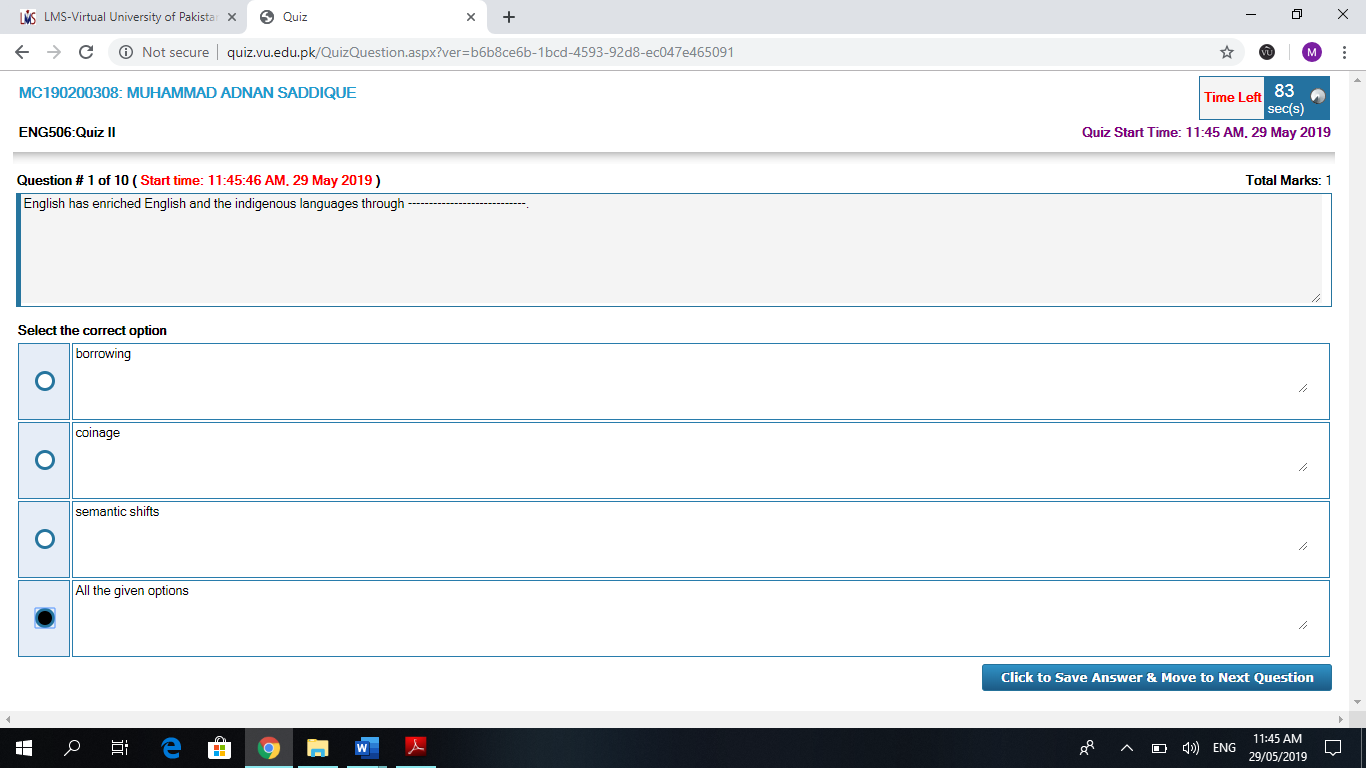 LMS-Virtual University of Pakista
Quiz
Not secure
quiz.vu.edu.pk/QuizQuestion.aspx?ver=b6b8ce6b-1bcd-4593-92d8-ec047e465091
VU
M
MC190200308: MUHAMMAD ADNAN SADDIQUE
Time Left 83 sec(s)
ENG506:Quiz II
Quiz Start Time: 11:45 AM, 29 May 2019
Question # 1 of 10 ( Start time: 11:45:46 AM, 29 May 2019 )
Total Marks: 1
English has enriched English and the indigenous languages through ----------------------------.
Select the correct option
borrowing
coinage
semantic shifts
All the given options
Click to Save Answer & Move to Next Question
ENG
11:45 AM
29/05/2019